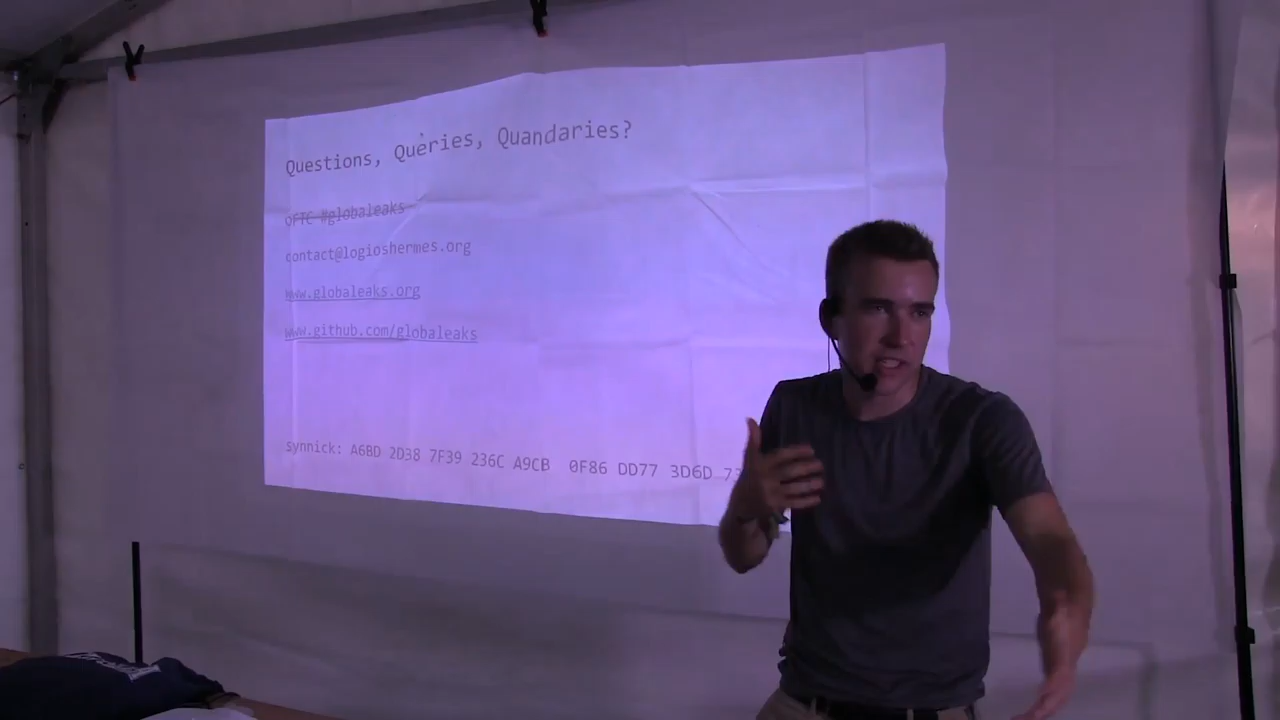 Questions, Queries, Quandaries?
OFTC #globaleaks
contact@logioshermes.org
www.globaleaks.org
www.github.com/globaleaks
synnick: A6BD 2D38 7F39 236C A9CB 0F86 DD77 3D6D